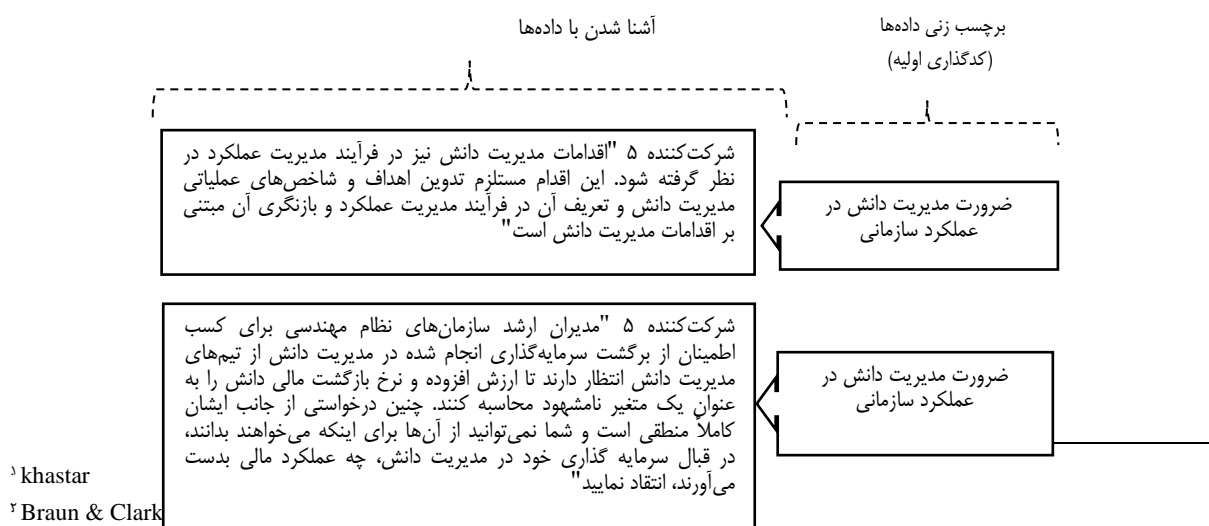 برچسب زنی داده‌ها
(کدگذاری اولیه)
آشنا شدن با داده‌ها
ضرورت مدیریت دانش در
عملکرد سازمانی
شرکت‌کننده ۵ "اقدامات مدیریت دانش نیز در فرآیند مدیریت عملکرد در
نظر گرفته شود. این اقدام مستلزم تدوین اهداف و شاخص‌های عملیاتی
مدیریت دانش و تعریف آن در فرآیند مدیریت عملکرد و بازنگری آن مبتنی
بر اقدامات مدیریت دانش است"
ضرورت مدیریت دانش در
عملکرد سازمانی
شرکت‌کننده ۵ "مدیران ارشد سازمان‌های نظام مهندسی برای کسب
اطمینان از برگشت سرمایه‌گذاری انجام شده در مدیریت دانش از تیم‌های
مدیریت دانش انتظار دارند تا ارزش افزوده و نرخ بازگشت مالی دانش را به
عنوان یک متغیر نامشهود محاسبه کنند. چنین درخواستی از جانب ایشان
کاملاً منطقی است و شما نمی‌توانید از آن‌ها برای اینکه می‌خواهند بدانند،
در قبال سرمایه گذاری خود در مدیریت دانش، چه عملکرد مالی بدست
می‌آورند، انتقاد نمایید"
۱ khastar
۲ Braun & Clark